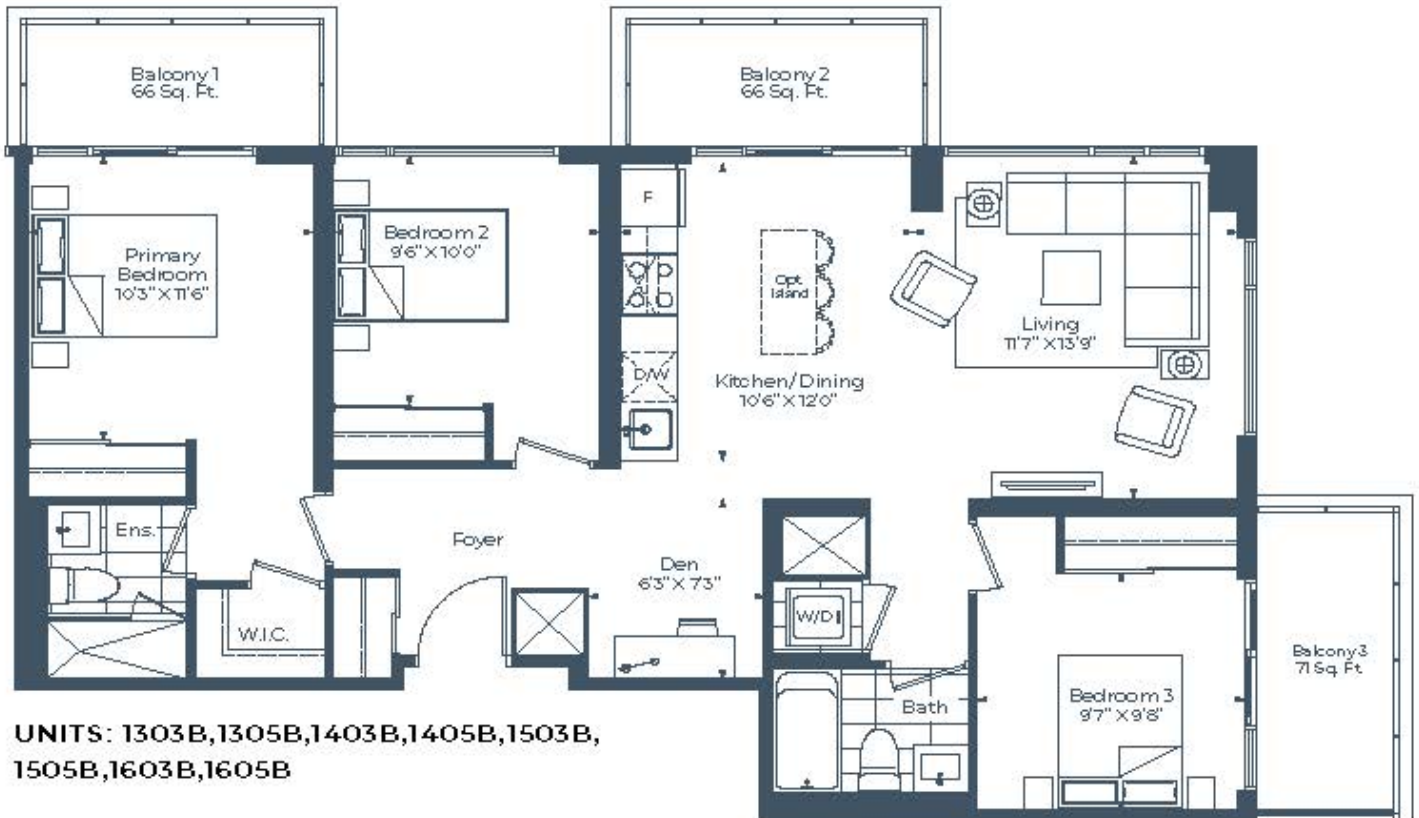 Balcony 1
66 Sq. Ft.
Balcony 2
66 Sq. Ft.
Primary
Bedroom
10'3" X 11'6"
Bedroom 2
9'6" X 10'0"
F
Opt
Island
D/W
Kitchen/Dining
10'6" X 12'0"
Living
11'7" X 13'9"
Ens.
Foyer
Den
6'3" X 7'3"
W.I.C.
W/D
Bath
Bedroom 3
9'7" X 9'8"
Balcony 3
71 Sq. Ft
UNITS: 1303B,1305B,1403B,1405B,1503B,
1505B,1603B,1605B